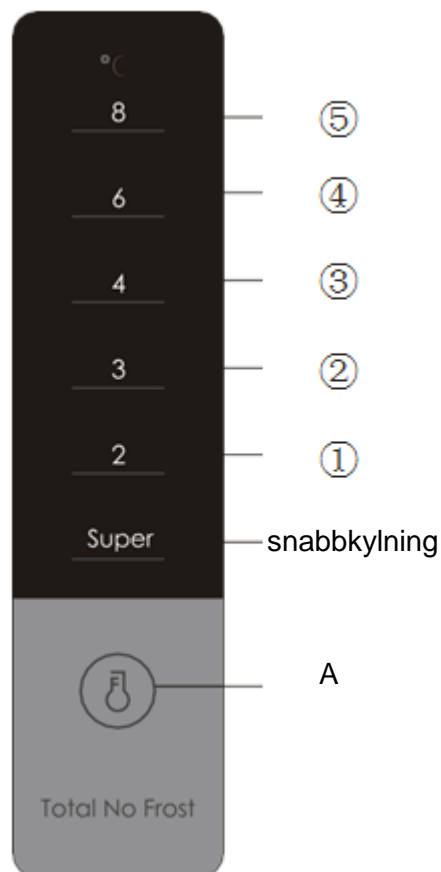 °C
8 ⑤
6 ④
4 ③
3 ②
2 ①
Super snabbkylning
F A
Total No Frost